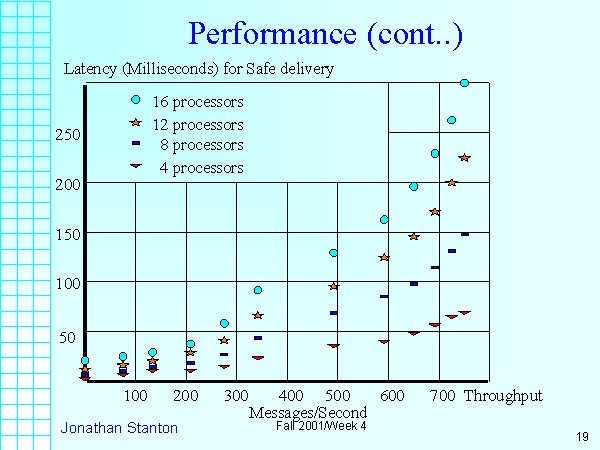 Performance (cont..)
Latency (Milliseconds) for Safe delivery
16 processors
12 processors
8 processors
4 processors
250
200
150
100
50
100 200 300 400 500 600 700 Throughput
Messages/Second
Jonathan Stanton
Fall 2001/Week 4
19